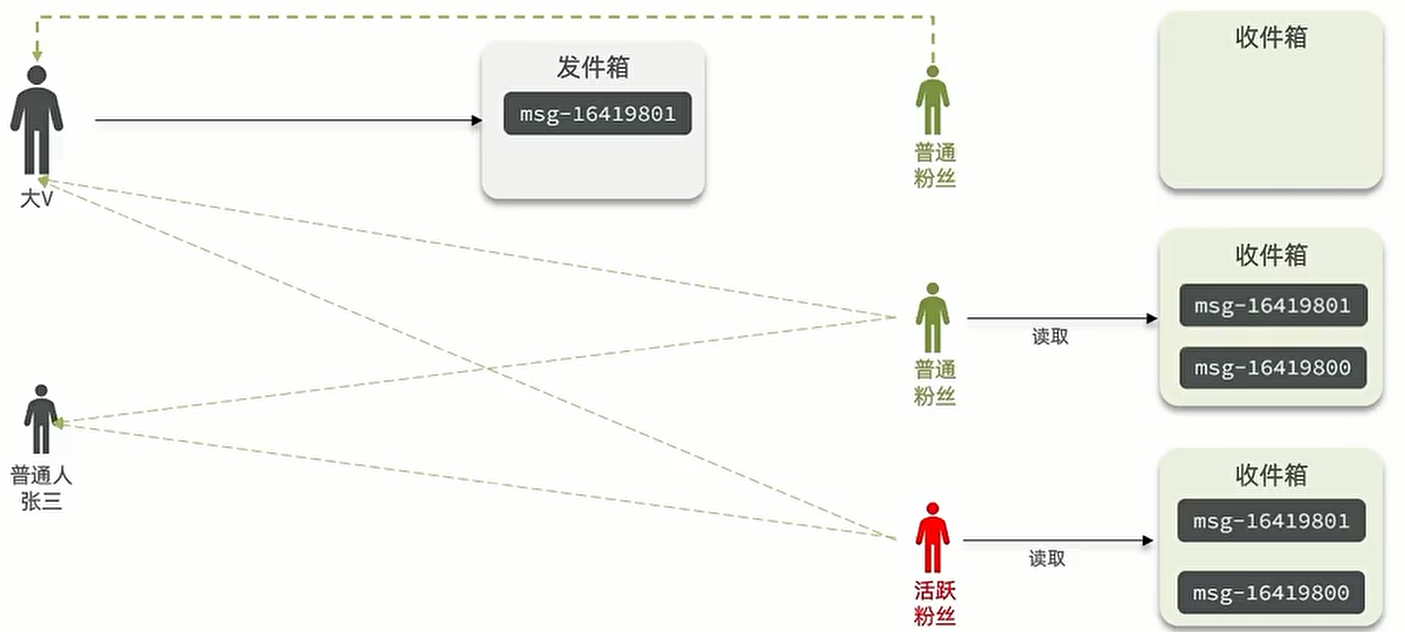 发件箱
msg-16419801
大V
普通
粉丝
收件箱
普通
粉丝
读取
收件箱
msg-16419801
msg-16419800
普通人
张三
活跃
粉丝
读取
收件箱
msg-16419801
msg-16419800